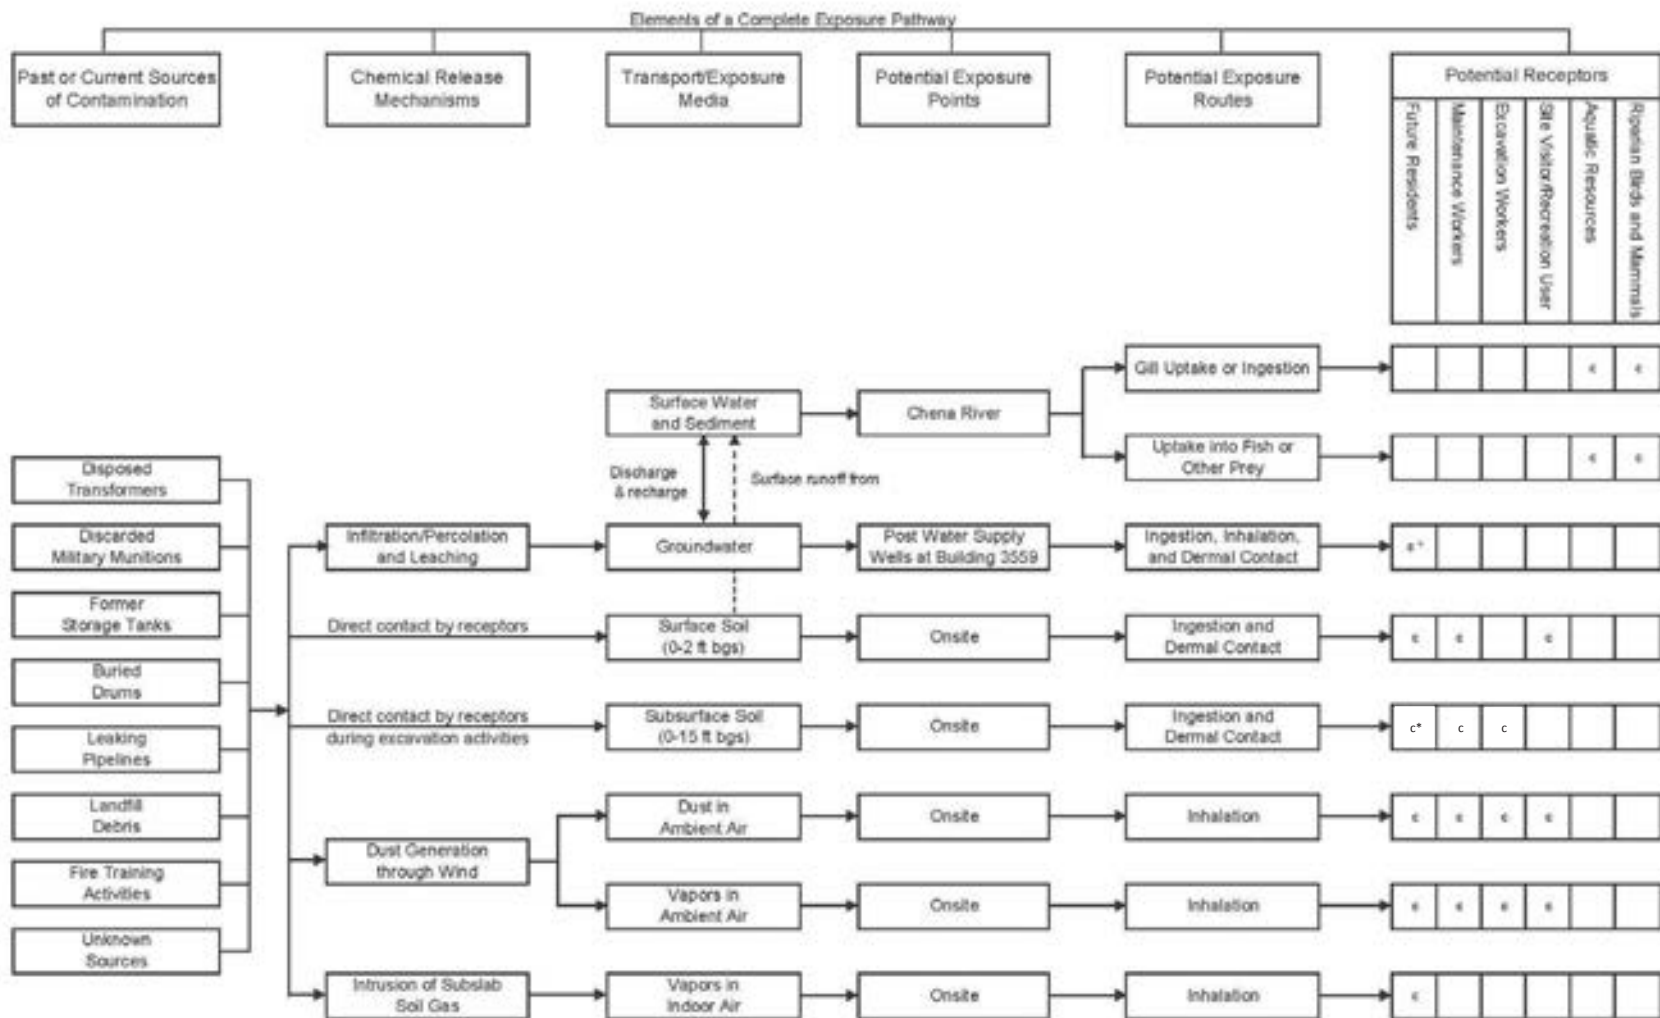 Elements of a Complete Exposure Pathway
Past or Current Sources
of Contamination
Chemical Release
Mechanisms
Transport/Exposure
Media
Potential Exposure
Points
Potential Exposure
Routes
Potential Receptors
Future Residents
Maintenance Workers
Excavation Workers
Site Visitor/Recreation User
Aquatic Resources
Riparian Birds and Mammals
Disposed
Transformers
Discarded
Military Munitions
Former
Storage Tanks
Buried
Drums
Leaking
Pipelines
Landfill
Debris
Fire Training
Activities
Unknown
Sources
Surface Water
and Sediment
Chena River
Gill Uptake or Ingestion
c c
Uptake into Fish or
Other Prey
c c
Discharge
& recharge
Surface runoff from
Infiltration/Percolation
and Leaching
Groundwater
Post Water Supply
Wells at Building 3559
Ingestion, Inhalation,
and Dermal Contact
Direct contact by receptors
Surface Soil
(0-2 ft bgs)
Onsite
Ingestion and
Dermal Contact
c c c
Direct contact by receptors
during excavation activities
Subsurface Soil
(0-15 ft bgs)
Onsite
Ingestion and
Dermal Contact
c* c c
Dust Generation
through Wind
Dust in
Ambient Air
Onsite
Inhalation
c c c c
Vapors in
Ambient Air
Onsite
Inhalation
c c c c
Intrusion of Subslab
Soil Gas
Vapors in
Indoor Air
Onsite
Inhalation
c